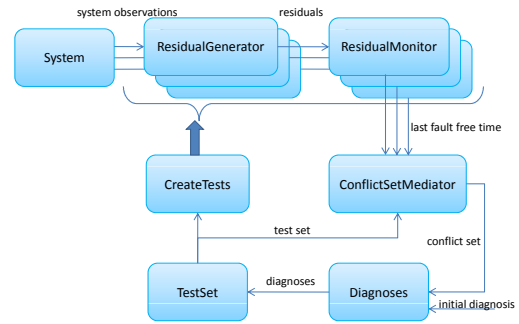 system observations
residuals
System
ResidualGenerator
ResidualMonitor
last fault free time
CreateTests
ConflictSetMediator
test set
conflict set
diagnoses
TestSet
Diagnoses
initial diagnosis